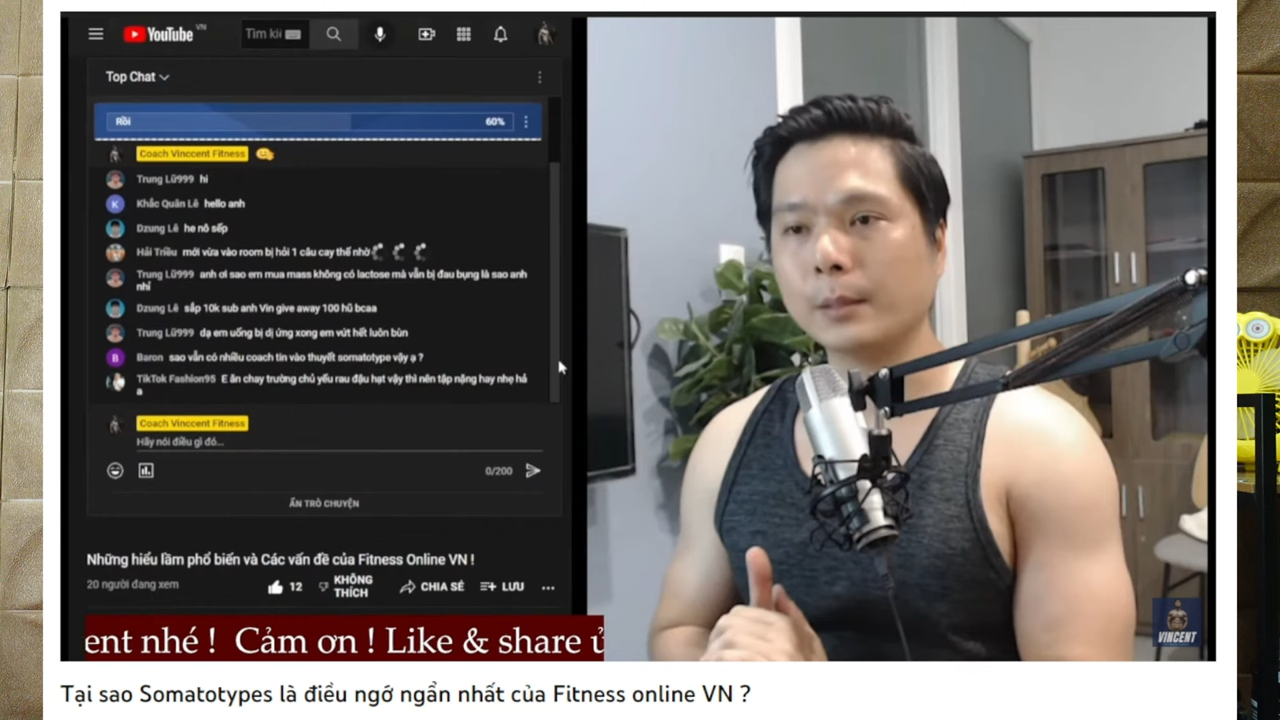 YouTube VN
Tìm kiế
Top Chat
Rồi 60%
Coach Vinccent Fitness
Trung Lữ999 hi
Khắc Quân Lê hello anh
Dzung Lê he nô sếp
Hải Triều mới vừa vào room bị hỏi 1 câu cay thế nhờ
Trung Lữ999 anh ơi sao em mua mass không có lactose mà vẫn bị đau bụng là sao anh
nhỉ
Dzung Lê sắp 10k sub anh Vin give away 100 hũ bcaa
Trung Lữ999 dạ em uống bị dị ứng xong em vứt hết luôn bùn
B Baron sao vẫn có nhiều coach tin vào thuyết somatotype vậy ạ ?
TikTok Fashion95 E ăn chay trường chủ yếu rau đậu hạt vậy thì nên tập nặng hay nhẹ hả
a
Coach Vinccent Fitness
Hãy nói điều gì đó...
0/200
ẨN TRÒ CHUYỆN
Những hiểu lầm phổ biến và Các vấn đề của Fitness Online VN !
20 người đang xem
12 KHÔNG THÍCH CHIA SẺ LƯU
ent nhé ! Cảm ơn ! Like & share ủ
VINCENT
Tại sao Somatotypes là điều ngớ ngẩn nhất của Fitness online VN ?